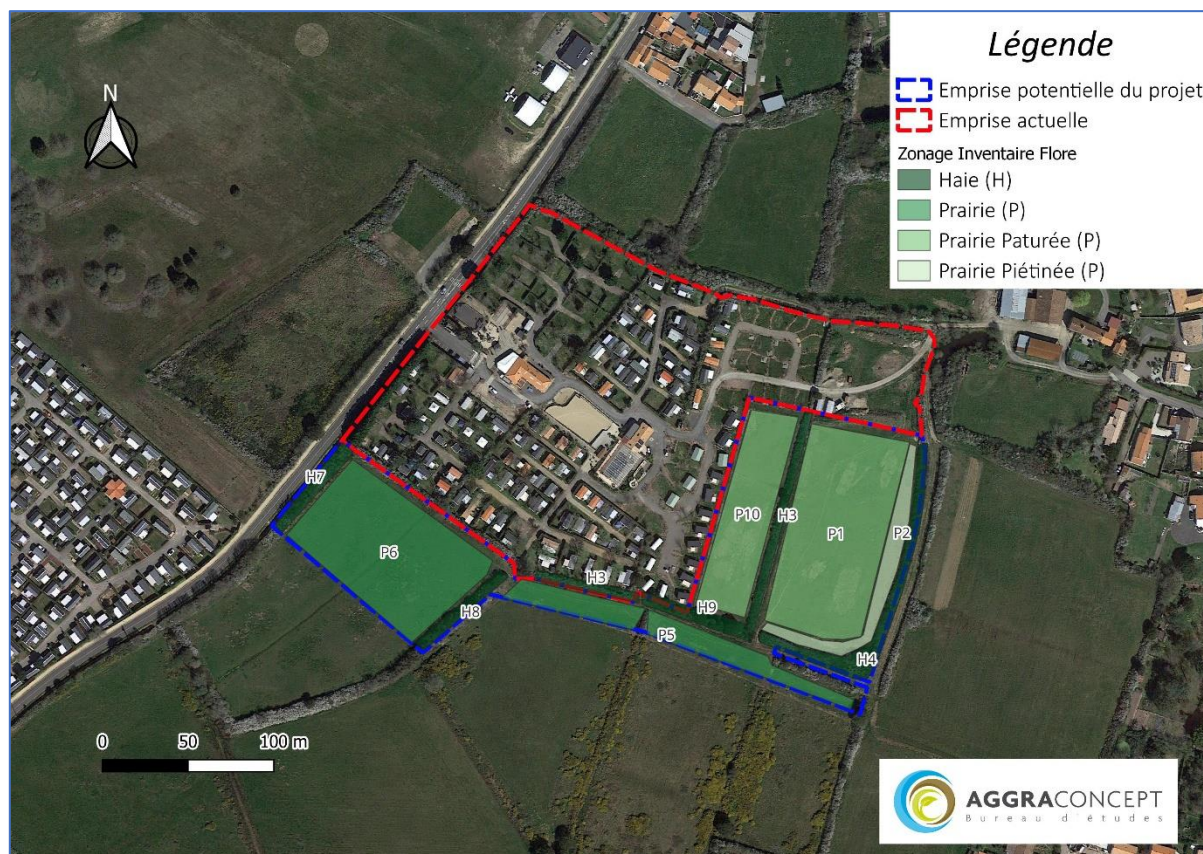 Légende
Emprise potentielle du projet
Emprise actuelle
Zonage Inventaire Flore
Haie (H)
Prairie (P)
Prairie Paturée (P)
Prairie Piétinée (P)
N
H7
P6
H8
H3
H9
P5
P10
H3
P1
P2
H4
0 50 100 m
AGGRACONCEPT
Bureau d'études